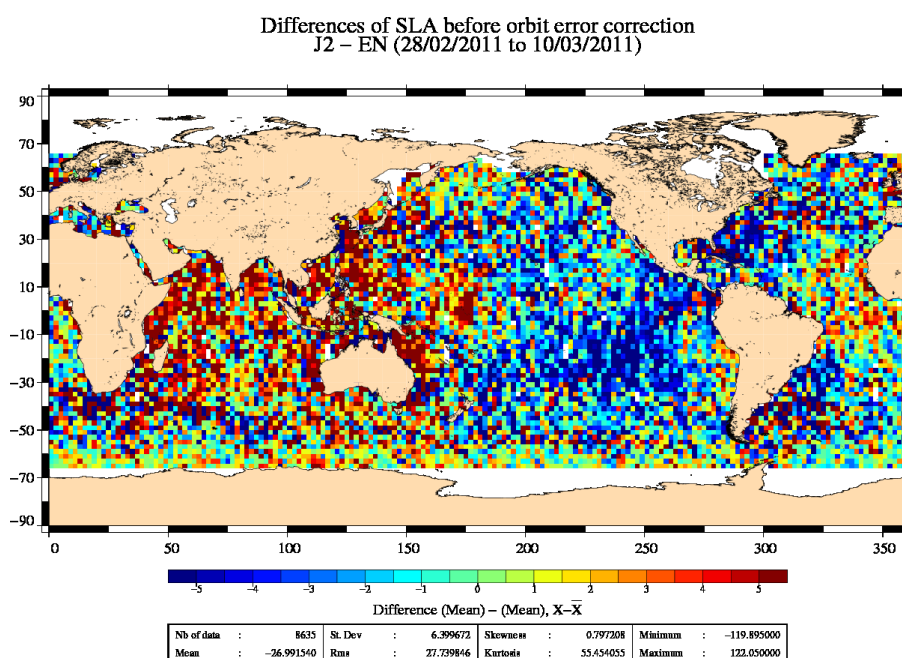 Differences of SLA before orbit error correction
J2 − EN (28/02/2011 to 10/03/2011)
90
70
50
30
10
−10
−30
−50
−70
−90
0 50 100 150 200 250 300 350
−5 −4 −3 −2 −1 0 1 2 3 4 5
Difference (Mean) − (Mean), X−X̅
Nb of data : 8635 St. Dev : 6.399672 Skewness : 0.797208 Minimum : −119.895000
Mean : −26.991540 Rms : 27.739846 Kurtosis : 55.454055 Maximum : 122.050000